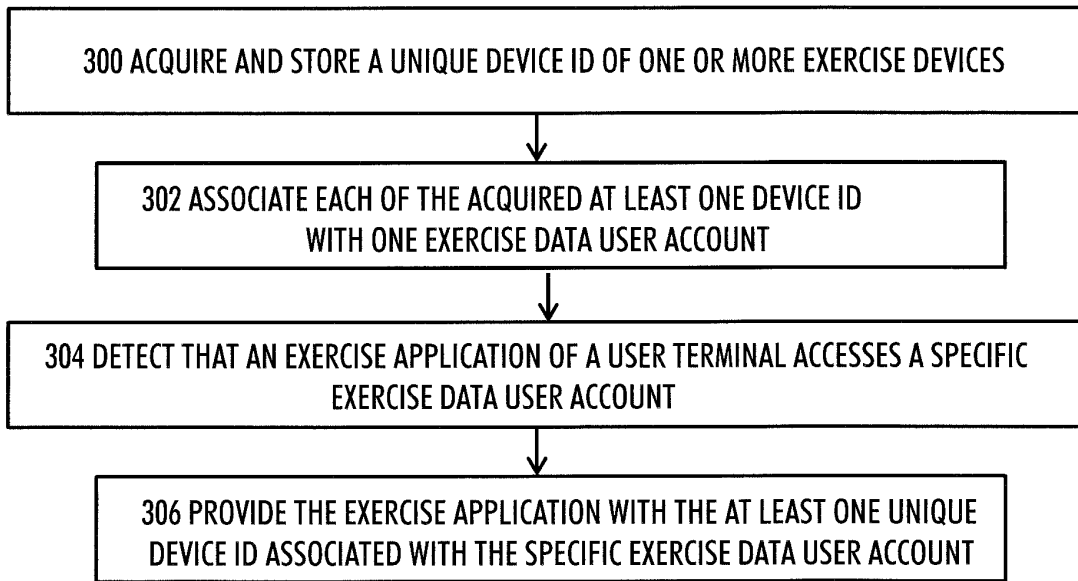 300 ACQUIRE AND STORE A UNIQUE DEVICE ID OF ONE OR MORE EXERCISE DEVICES
302 ASSOCIATE EACH OF THE ACQUIRED AT LEAST ONE DEVICE ID
WITH ONE EXERCISE DATA USER ACCOUNT
304 DETECT THAT AN EXERCISE APPLICATION OF A USER TERMINAL ACCESSES A SPECIFIC
EXERCISE DATA USER ACCOUNT
306 PROVIDE THE EXERCISE APPLICATION WITH THE AT LEAST ONE UNIQUE
DEVICE ID ASSOCIATED WITH THE SPECIFIC EXERCISE DATA USER ACCOUNT